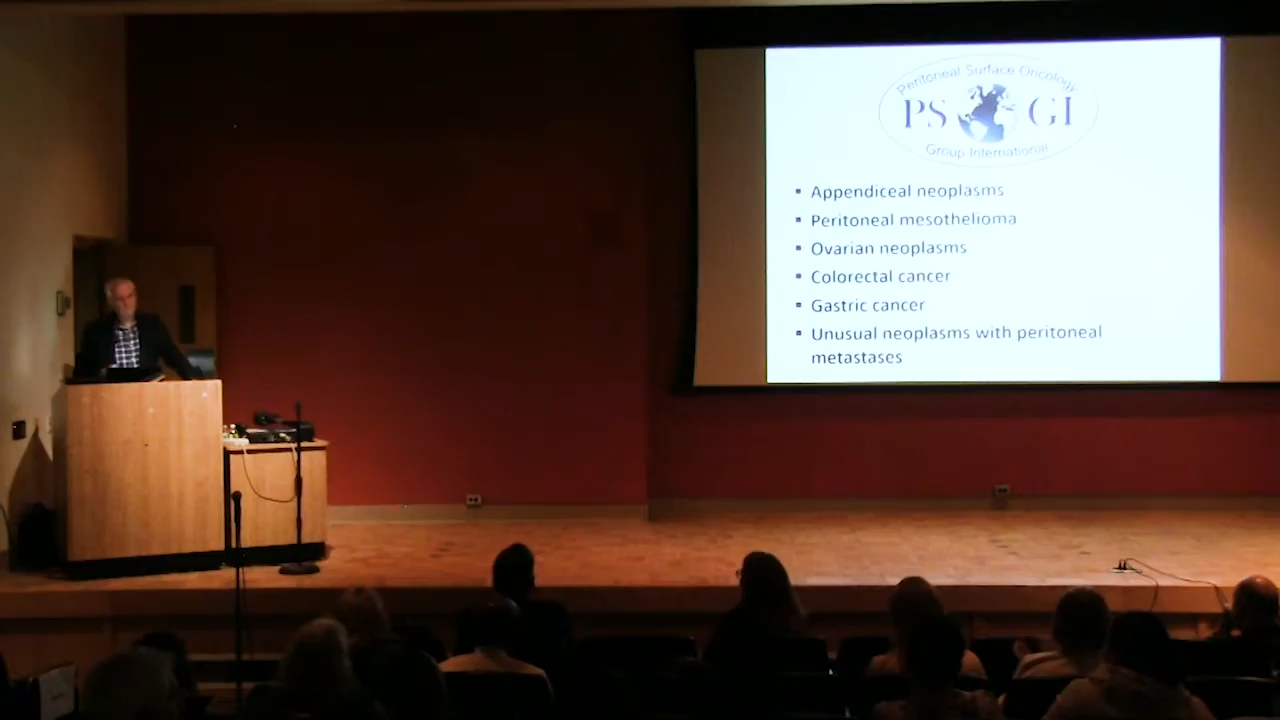 Peritoneal Surface Oncology
PS GI
Group International
▪ Appendiceal neoplasms
▪ Peritoneal mesothelioma
▪ Ovarian neoplasms
▪ Colorectal cancer
▪ Gastric cancer
▪ Unusual neoplasms with peritoneal
metastases